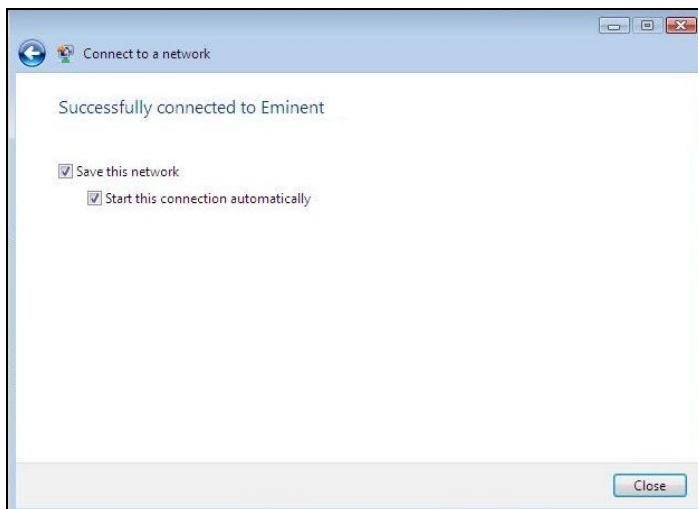 Connect to a network
Successfully connected to Eminent
Save this network
Start this connection automatically
Close